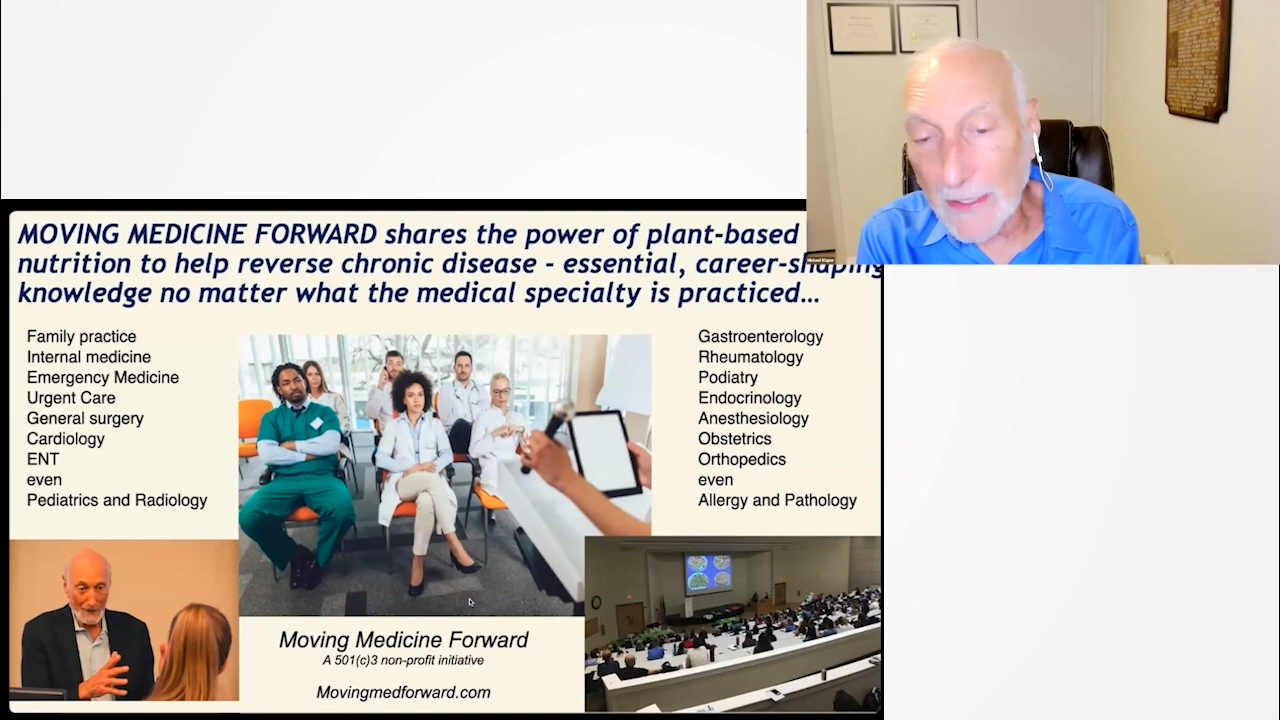 MOVING MEDICINE FORWARD shares the power of plant-based
nutrition to help reverse chronic disease - essential, career-shaping
knowledge no matter what the medical specialty is practiced...
Family practice
Internal medicine
Emergency Medicine
Urgent Care
General surgery
Cardiology
ENT
even
Pediatrics and Radiology
Gastroenterology
Rheumatology
Podiatry
Endocrinology
Anesthesiology
Obstetrics
Orthopedics
even
Allergy and Pathology
Moving Medicine Forward
A 501(c)3 non-profit initiative
Movingmedforward.com